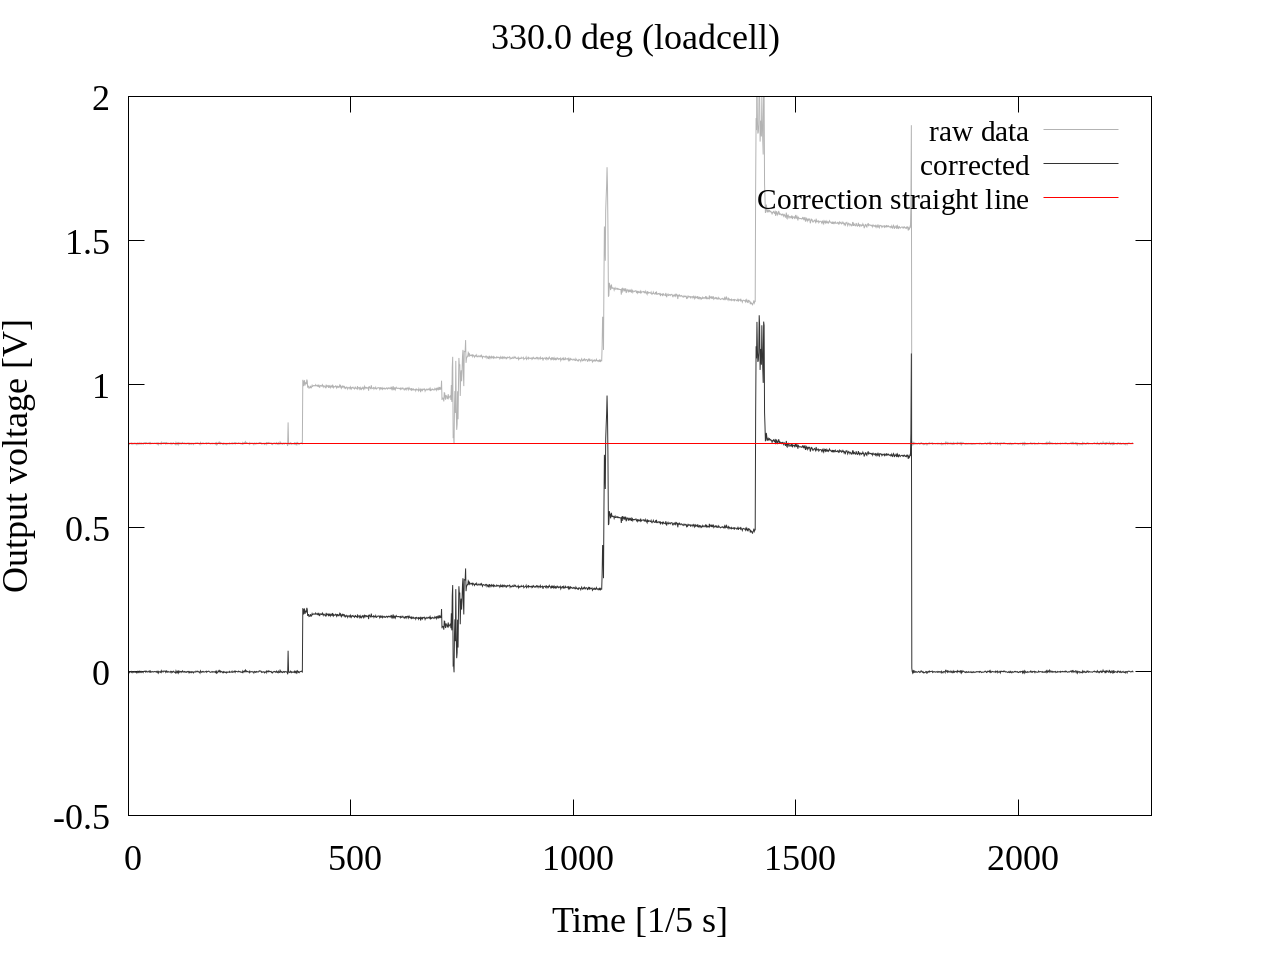 330.0 deg (loadcell)
2
1.5
1
0.5
0
-0.5
0 500 1000 1500 2000
Output voltage [V]
Time [1/5 s]
raw data
corrected
Correction straight line